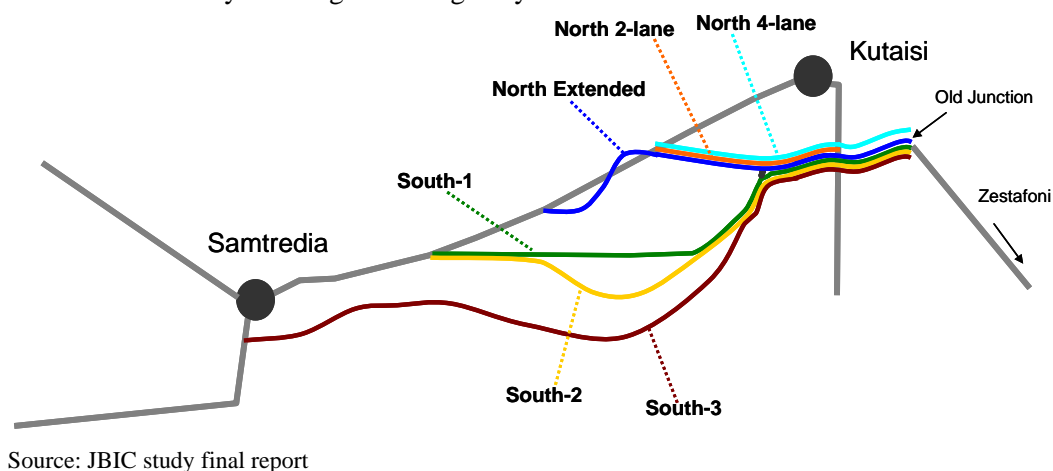 North 2-lane
North 4-lane
Kutaisi
North Extended
Old Junction
South-1
Zestafoni
Samtredia
South-2
South-3
Source: JBIC study final report